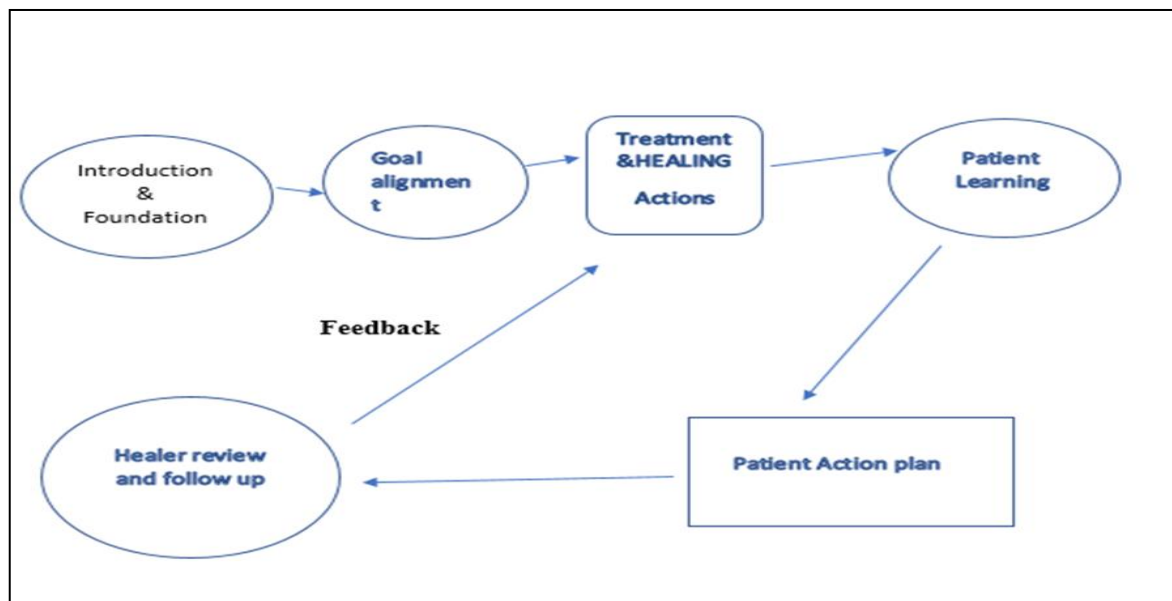 Introduction
&
Foundation
Goal
alignmen
t
Treatment
&HEALING
Actions
Patient
Learning
Feedback
Healer review
and follow up
Patient Action plan